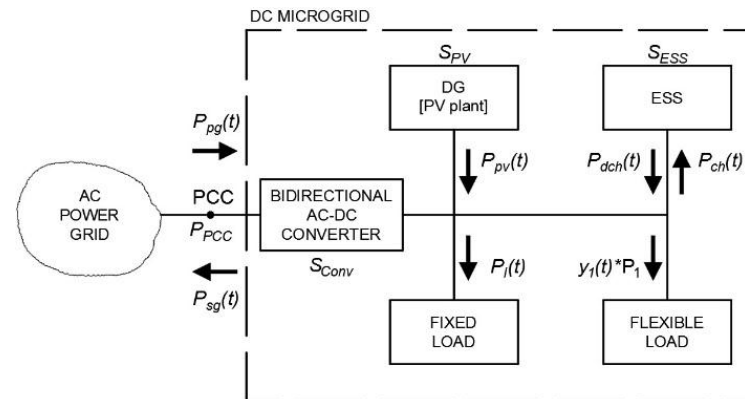 DC MICROGRID
S_PV
S_ESS
DG
[PV plant]
ESS
P_pg(t)
P_pv(t)
P_dch(t)
P_ch(t)
AC
POWER
GRID
PCC
P_PCC
BIDIRECTIONAL
AC-DC
CONVERTER
S_Conv
P_sg(t)
P_l(t)
y_1(t)*P_1
FIXED
LOAD
FLEXIBLE
LOAD